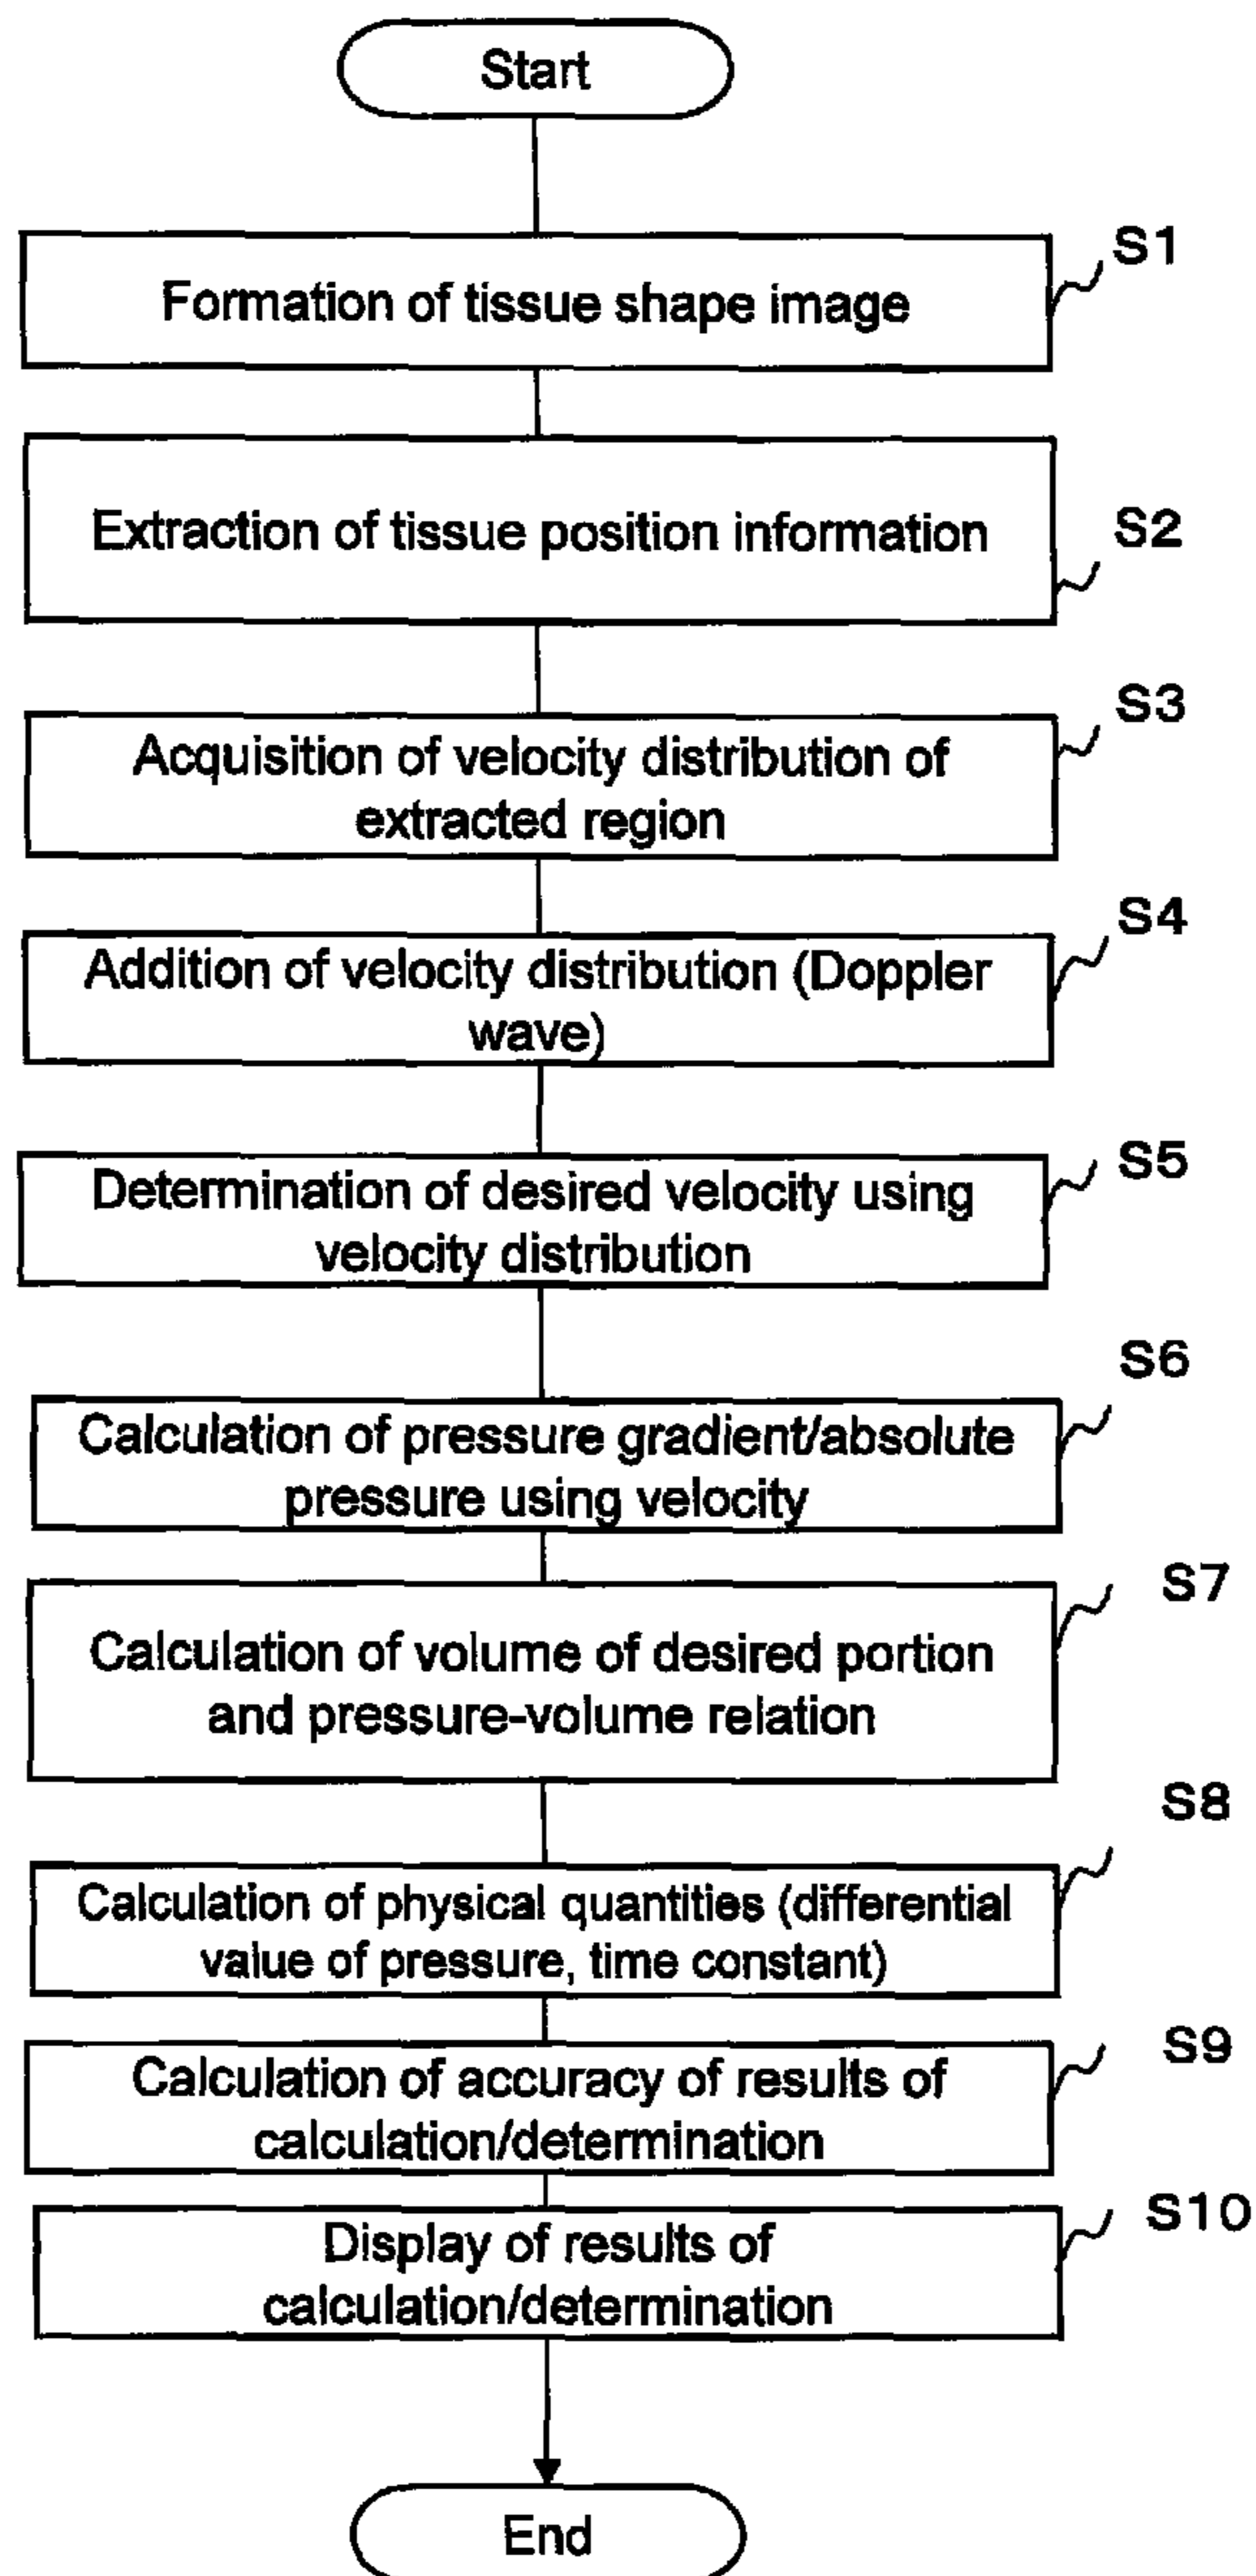 Start
S1
Formation of tissue shape image
Extraction of tissue position information
S2
S3
Acquisition of velocity distribution of
extracted region
S4
Addition of velocity distribution (Doppler
wave)
S5
Determination of desired velocity using
velocity distribution
S6
Calculation of pressure gradient/absolute
pressure using velocity
S7
Calculation of volume of desired portion
and pressure-volume relation
S8
Calculation of physical quantities (differential
value of pressure, time constant)
S9
Calculation of accuracy of results of
calculation/determination
S10
Display of results of
calculation/determination
End